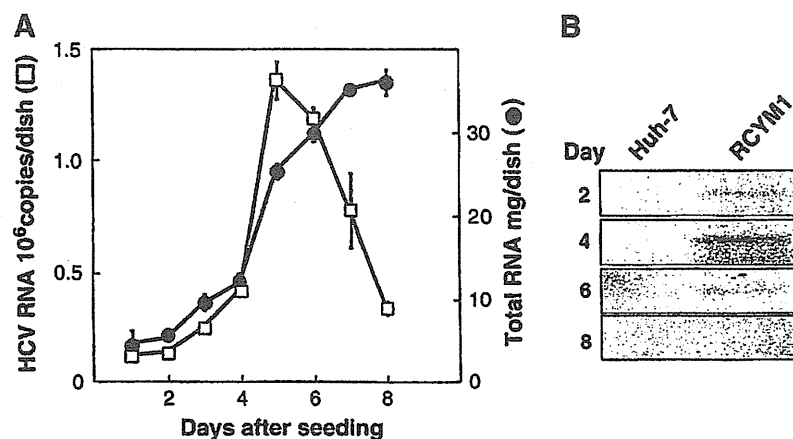 A
HCV RNA 10⁶copies/dish (□)
1.5
1.0
0.5
0
2
4
6
8
Days after seeding
30
20
10
0
Total RNA mg/dish (●)
B
Huh-7
RCYM1
Day
2
4
6
8